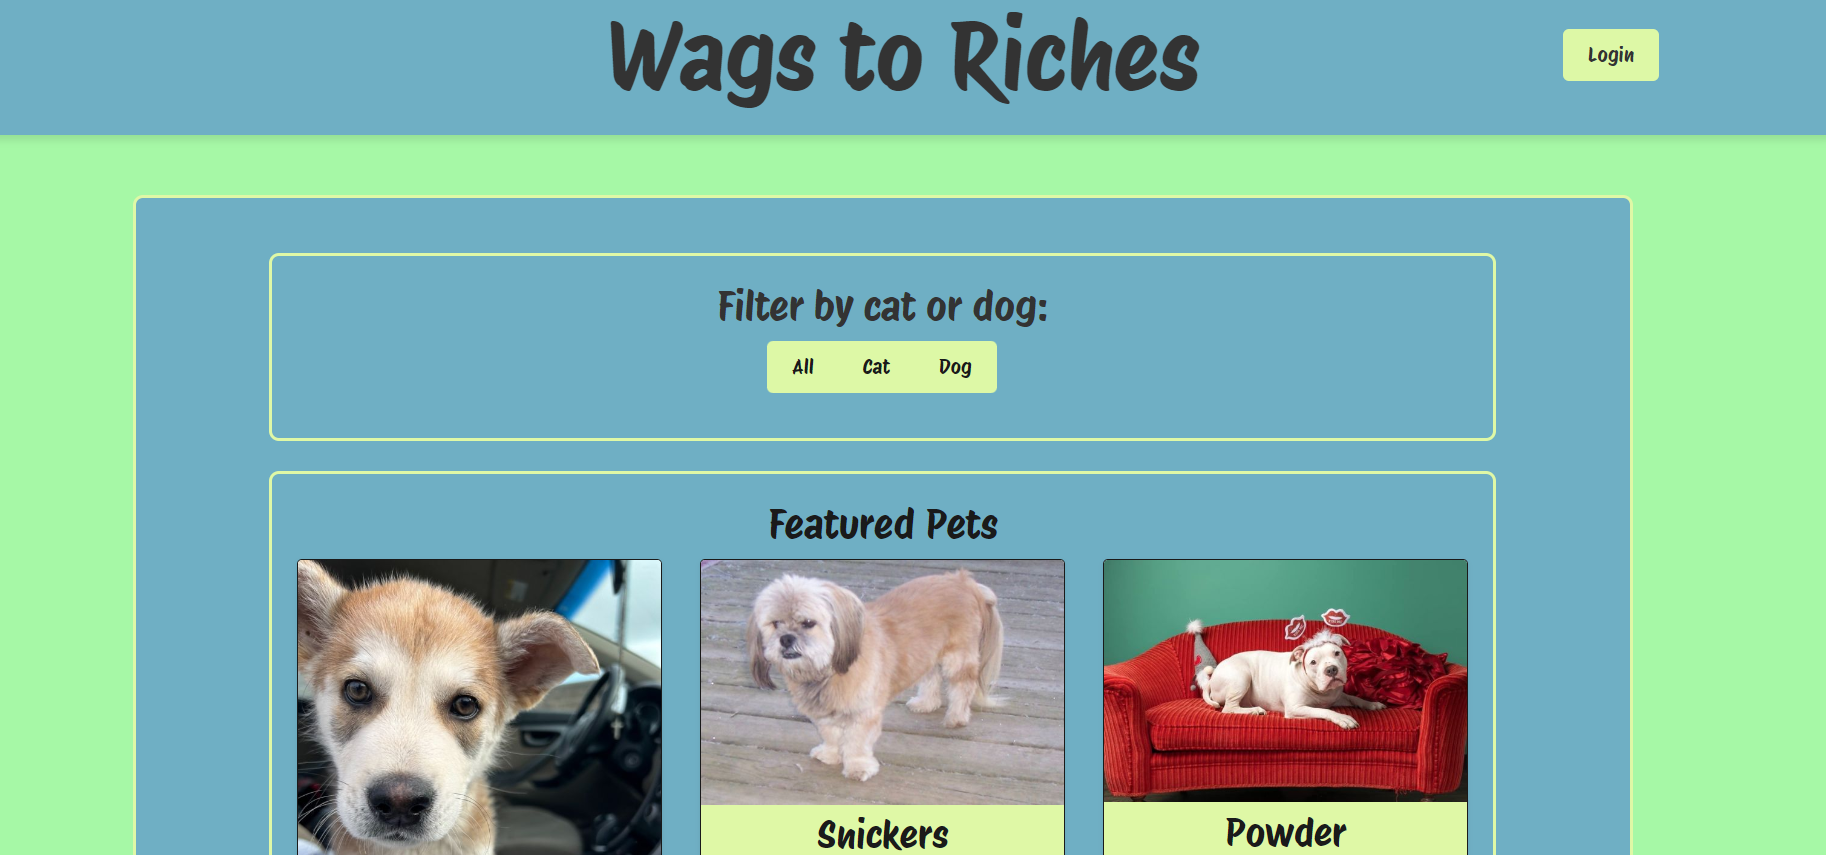 Wags to Riches
Login
Filter by cat or dog:
All Cat Dog
Featured Pets
Snickers
Powder